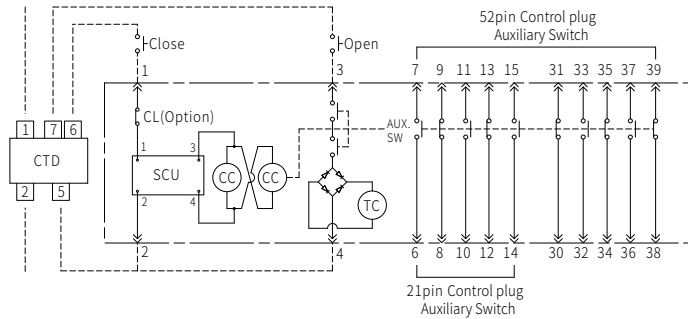 52pin Control plug
Auxiliary Switch
Close
Open
1
3
7 9 11 13 15 31 33 35 37 39
CL(Option)
AUX.
SW
1 7 6
CTD
2 5
1 3
SCU
2 4
CC CC
TC
2
4
6 8 10 12 14 30 32 34 36 38
21pin Control plug
Auxiliary Switch